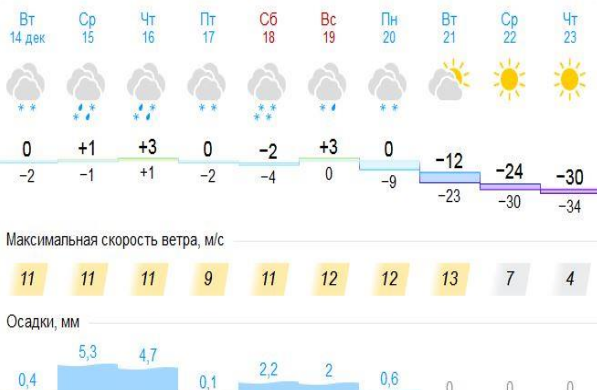 Вт Ср Чт Пт Сб Вс Пн Вт Ср Чт
14 дек 15 16 17 18 19 20 21 22 23
0 +1 +3 0 −2 +3 0 −12 −24 −30
−2 −1 +1 −2 −4 0 −9 −23 −30 −34
Максимальная скорость ветра, м/с
11 11 11 9 11 12 12 13 7 4
Осадки, мм
0,4 5,3 4,7 0,1 2,2 2 0,6 0 0 0